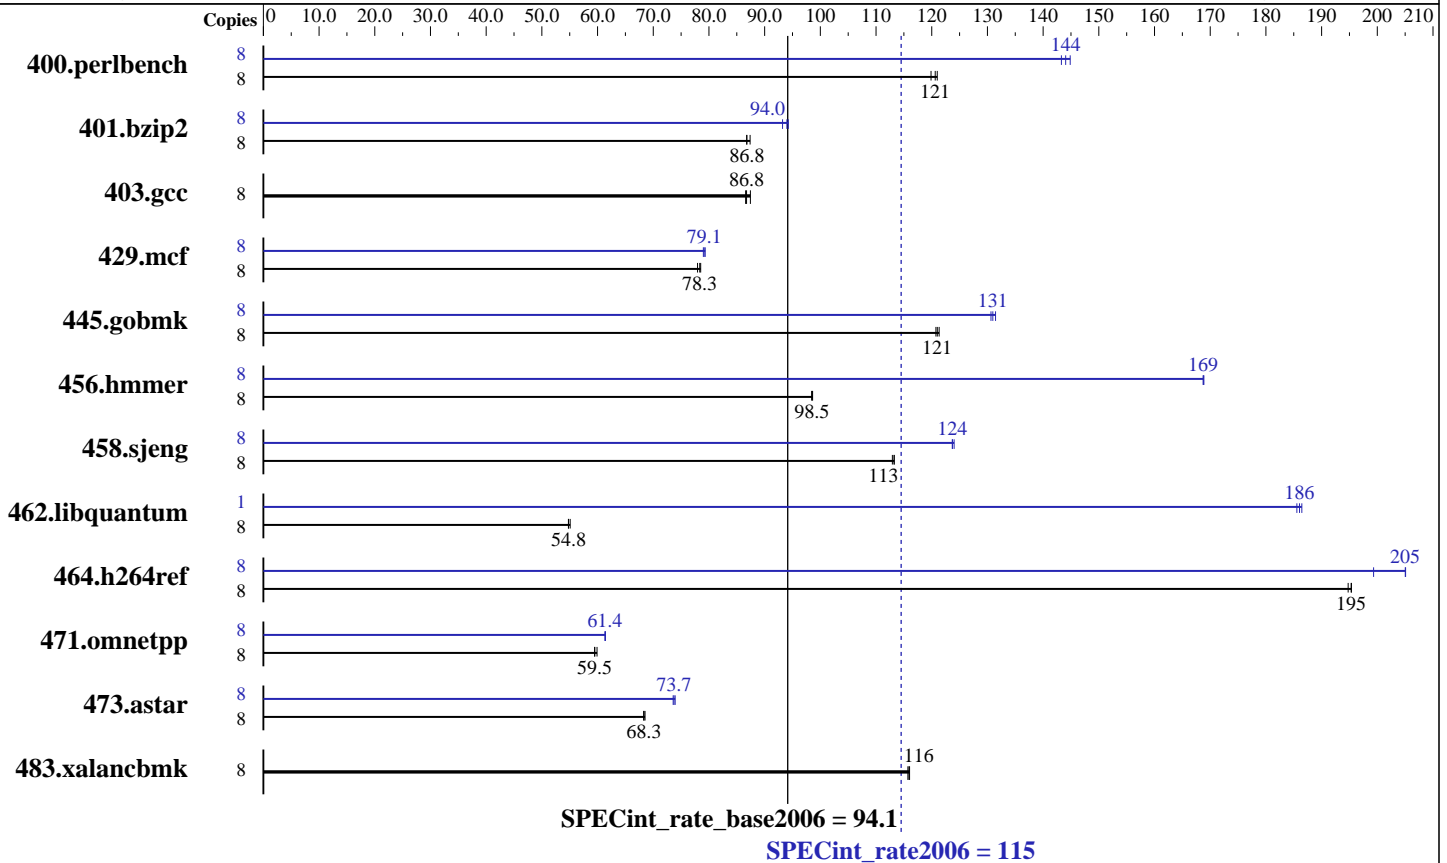 Copies 0 10.0 20.0 30.0 40.0 50.0 60.0 70.0 80.0 90.0 100 110 120 130 140 150 160 170 180 190 200 210
400.perlbench 8 144
8 121
401.bzip2 8 94.0
8 86.8
403.gcc 8 86.8
429.mcf 8 79.1
8 78.3
445.gobmk 8 131
8 121
456.hmmer 8 169
8 98.5
458.sjeng 8 124
8 113
462.libquantum 1 186
8 54.8
464.h264ref 8 205
8 195
471.omnetpp 8 61.4
8 59.5
473.astar 8 73.7
8 68.3
483.xalancbmk 8 116
SPECint_rate_base2006 = 94.1
SPECint_rate2006 = 115